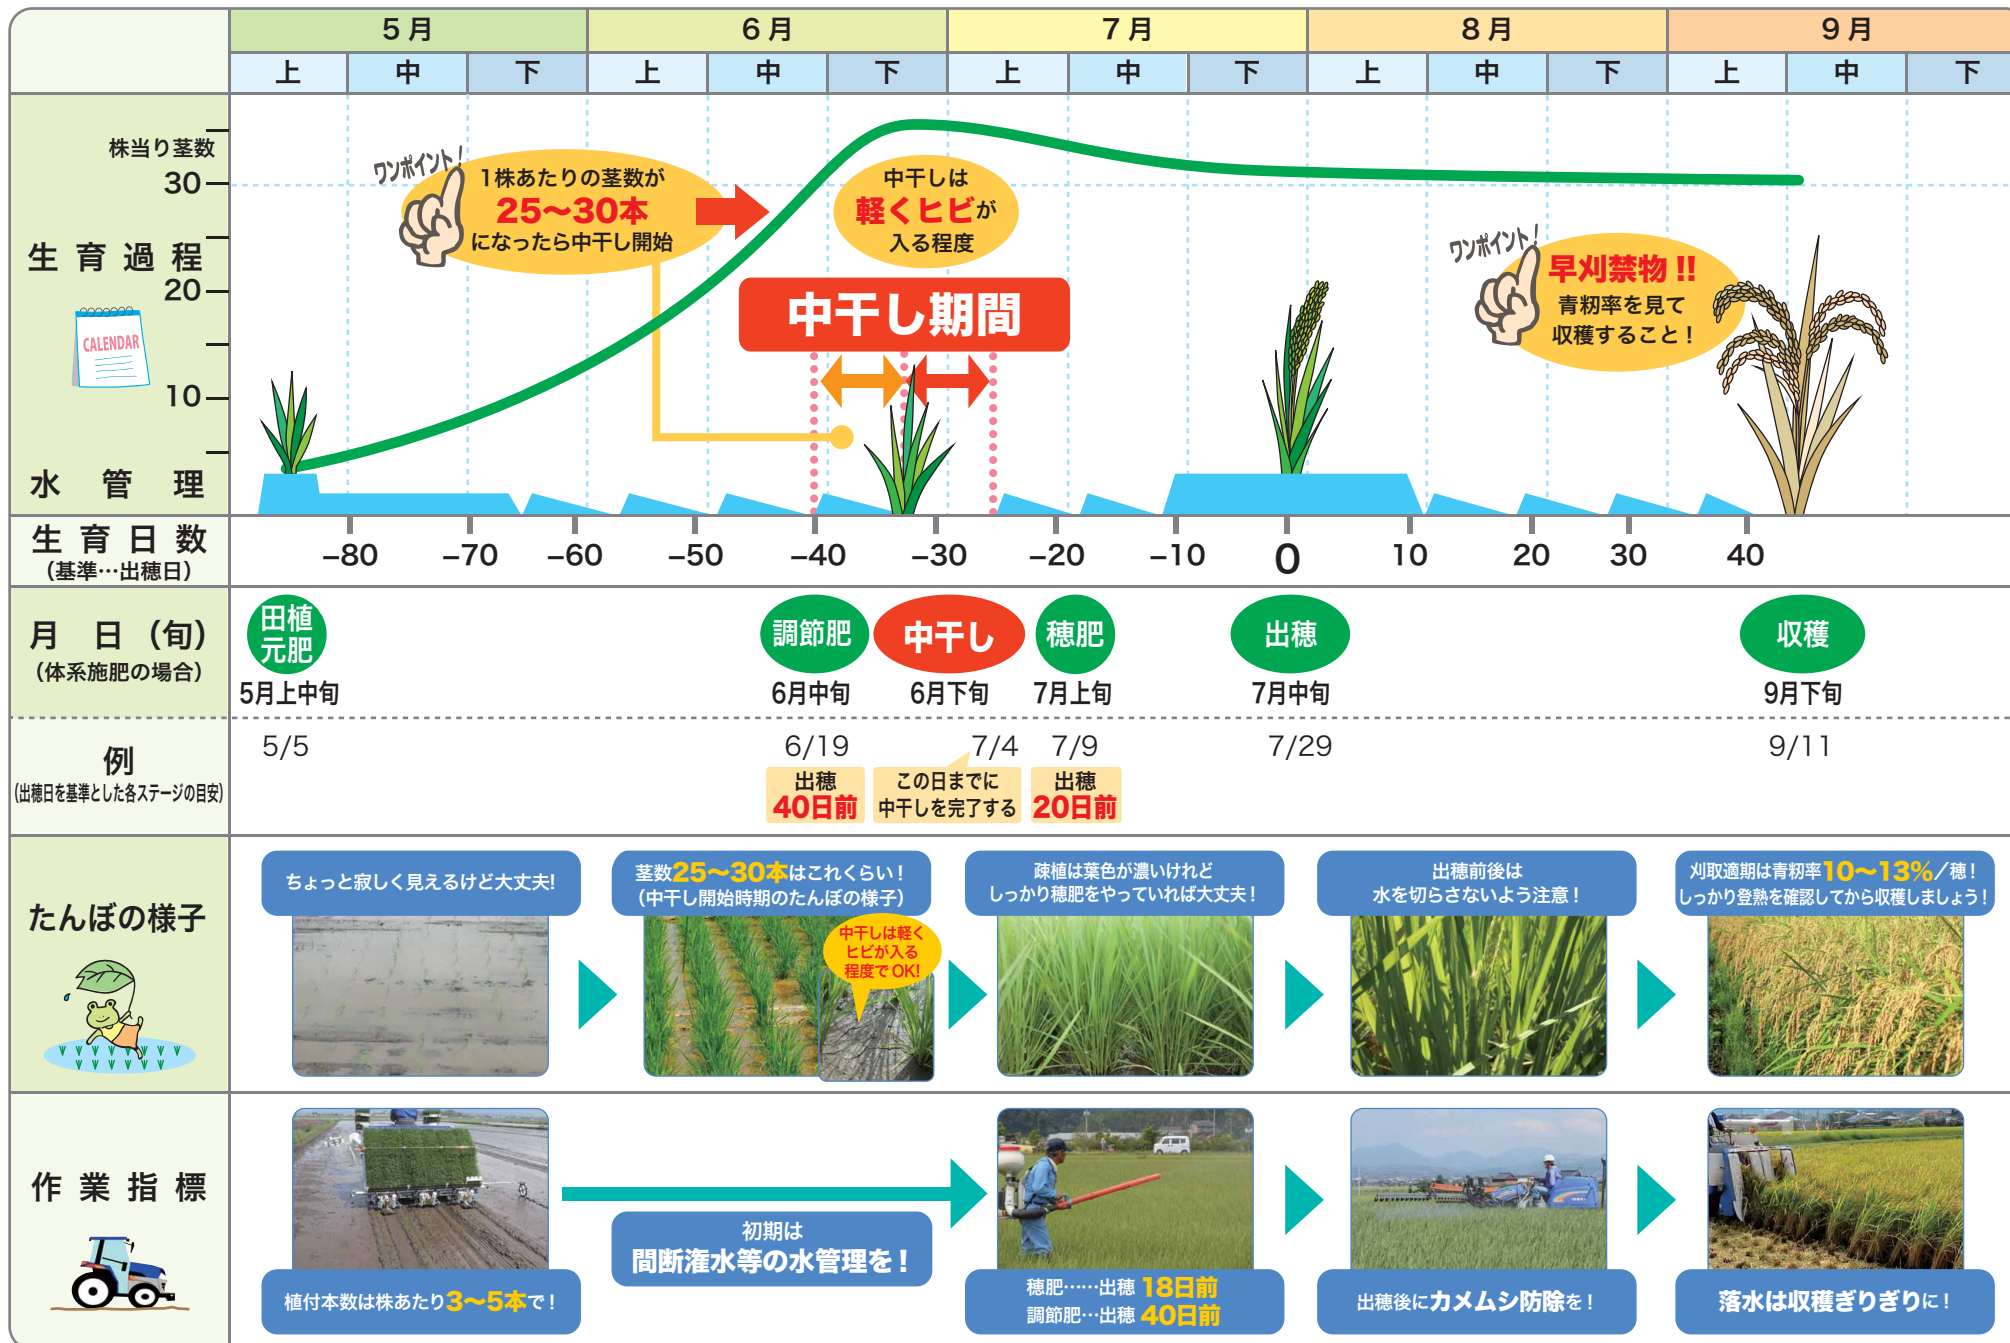 5月
6月
7月
8月
9月
上 中 下 上 中 下 上 中 下 上 中 下 上 中 下
株当り茎数
30
20
10
生育過程
CALENDAR
水管理
ワンポイント!
1株あたりの茎数が
25〜30本
になったら中干し開始
中干しは
軽くヒビが
入る程度
中干し期間
ワンポイント!
早刈禁物!!
青籾率を見て
収穫すること!
生育日数
(基準…出穂日)
−80 −70 −60 −50 −40 −30 −20 −10 0 10 20 30 40
月日(旬)
(体系施肥の場合)
田植
元肥
5月上中旬
調節肥
6月中旬
中干し
6月下旬
穂肥
7月上旬
出穂
7月中旬
収穫
9月下旬
例
(出穂日を基準とした各ステージの目安)
5/5
6/19
出穂
40日前
7/4
この日までに
中干しを完了する
7/9
出穂
20日前
7/29
9/11
たんぼの様子
ちょっと寂しく見えるけど大丈夫!
茎数25〜30本はこれくらい!
(中干し開始時期のたんぼの様子)
中干しは軽く
ヒビが入る
程度でOK!
疎植は葉色が濃いけれど
しっかり穂肥をやっていれば大丈夫!
出穂前後は
水を切らさないよう注意!
刈取適期は青籾率10〜13%/穂!
しっかり登熟を確認してから収穫しましょう!
作業指標
植付本数は株あたり3〜5本で!
初期は
間断潅水等の水管理を!
穂肥……出穂 18日前
調節肥…出穂 40日前
出穂後にカメムシ防除を!
落水は収穫ぎりぎりに!